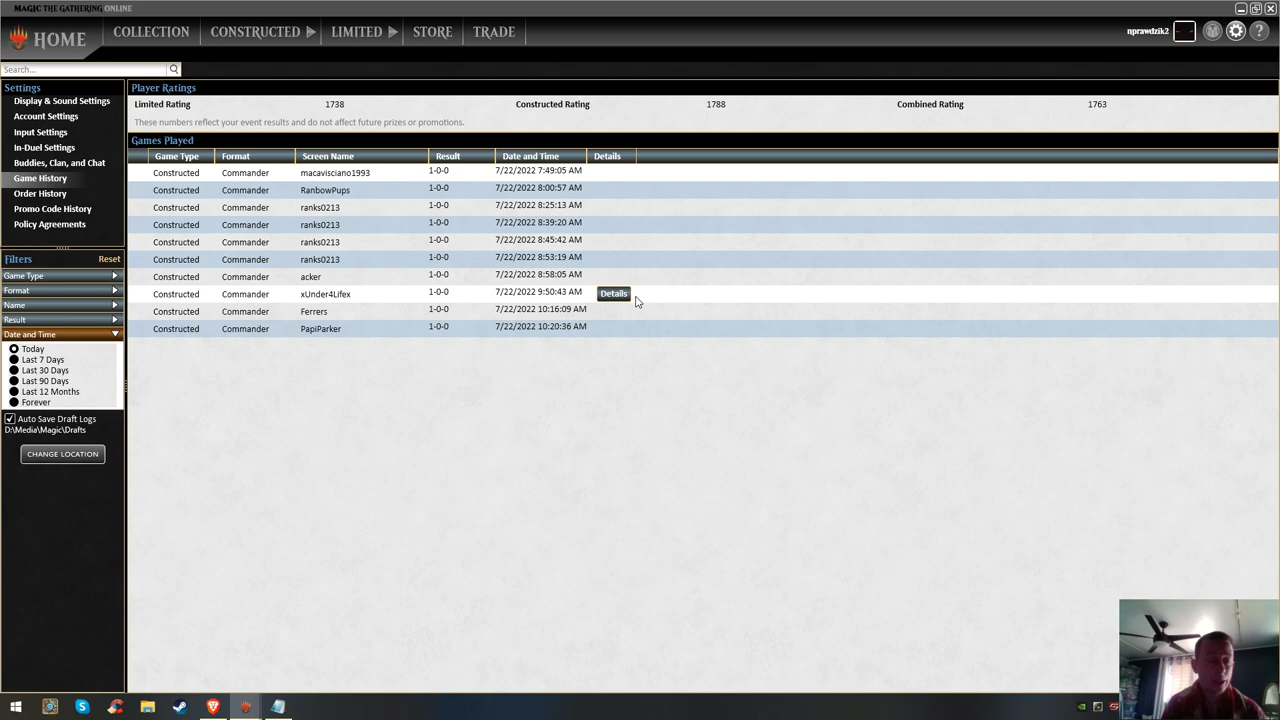 MAGIC THE GATHERING ONLINE
HOME COLLECTION CONSTRUCTED LIMITED STORE TRADE nprawdzik2 ?
Search...
Settings
Display & Sound Settings
Account Settings
Input Settings
In-Duel Settings
Buddies, Clan, and Chat
Game History
Order History
Promo Code History
Policy Agreements
Filters Reset
Game Type
Format
Name
Result
Date and Time
Today
Last 7 Days
Last 30 Days
Last 90 Days
Last 12 Months
Forever
Auto Save Draft Logs
D:\Media\Magic\Drafts
CHANGE LOCATION
Player Ratings
Limited Rating 1738 Constructed Rating 1788 Combined Rating 1763
These numbers reflect your event results and do not affect future prizes or promotions.
Games Played
Game Type Format Screen Name Result Date and Time Details
Constructed Commander macavisciano1993 1-0-0 7/22/2022 7:49:05 AM
Constructed Commander RanbowPups 1-0-0 7/22/2022 8:00:57 AM
Constructed Commander ranks0213 1-0-0 7/22/2022 8:25:13 AM
Constructed Commander ranks0213 1-0-0 7/22/2022 8:39:20 AM
Constructed Commander ranks0213 1-0-0 7/22/2022 8:45:42 AM
Constructed Commander ranks0213 1-0-0 7/22/2022 8:53:19 AM
Constructed Commander acker 1-0-0 7/22/2022 8:58:05 AM
Constructed Commander xUnder4Lifex 1-0-0 7/22/2022 9:50:43 AM Details
Constructed Commander Ferrers 1-0-0 7/22/2022 10:16:09 AM
Constructed Commander PapiParker 1-0-0 7/22/2022 10:20:36 AM